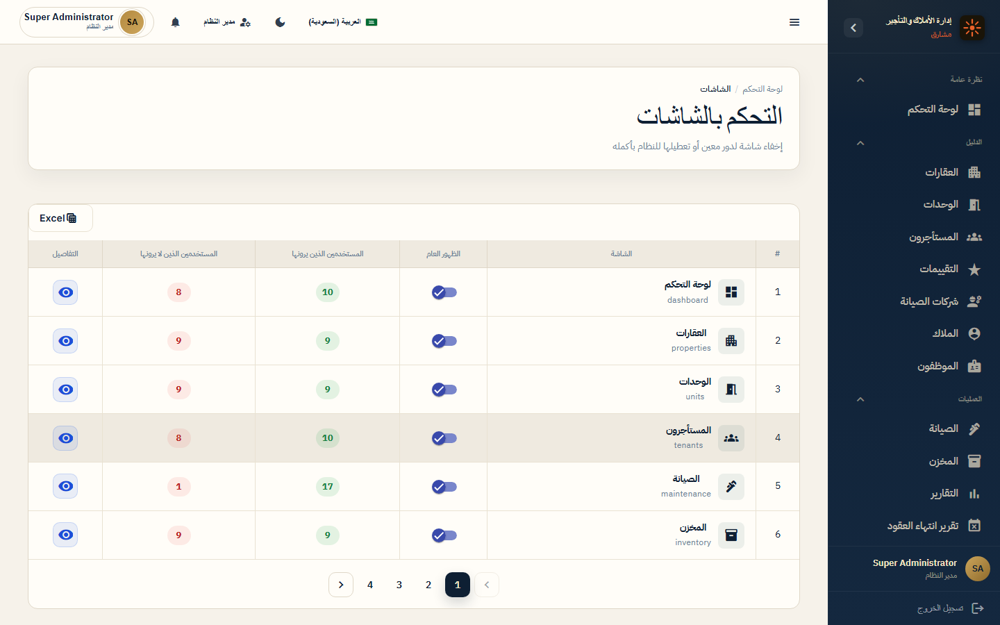 إدارة الأملاك والتأجير
مشارق
نظرة عامة
لوحة التحكم
الدليل
العقارات
الوحدات
المستأجرون
التقييمات
شركات الصيانة
الملاك
الموظفون
العمليات
الصيانة
المخزن
التقارير
تقرير انتهاء العقود
SA Super Administrator
مدير النظام
تسجيل الخروج
العربية (السعودية)
مدير النظام
SA Super Administrator
مدير النظام
لوحة التحكم / الشاشات
التحكم بالشاشات
إخفاء شاشة لدور معين أو تعطيلها للنظام بأكمله
Excel
# الشاشة الظهور العام المستخدمين الذين يرونها المستخدمين الذين لا يرونها التفاصيل
1 لوحة التحكم 10 8
dashboard
2 العقارات 9 9
properties
3 الوحدات 9 9
units
4 المستأجرون 10 8
tenants
5 الصيانة 17 1
maintenance
6 المخزن 9 9
inventory
1 2 3 4